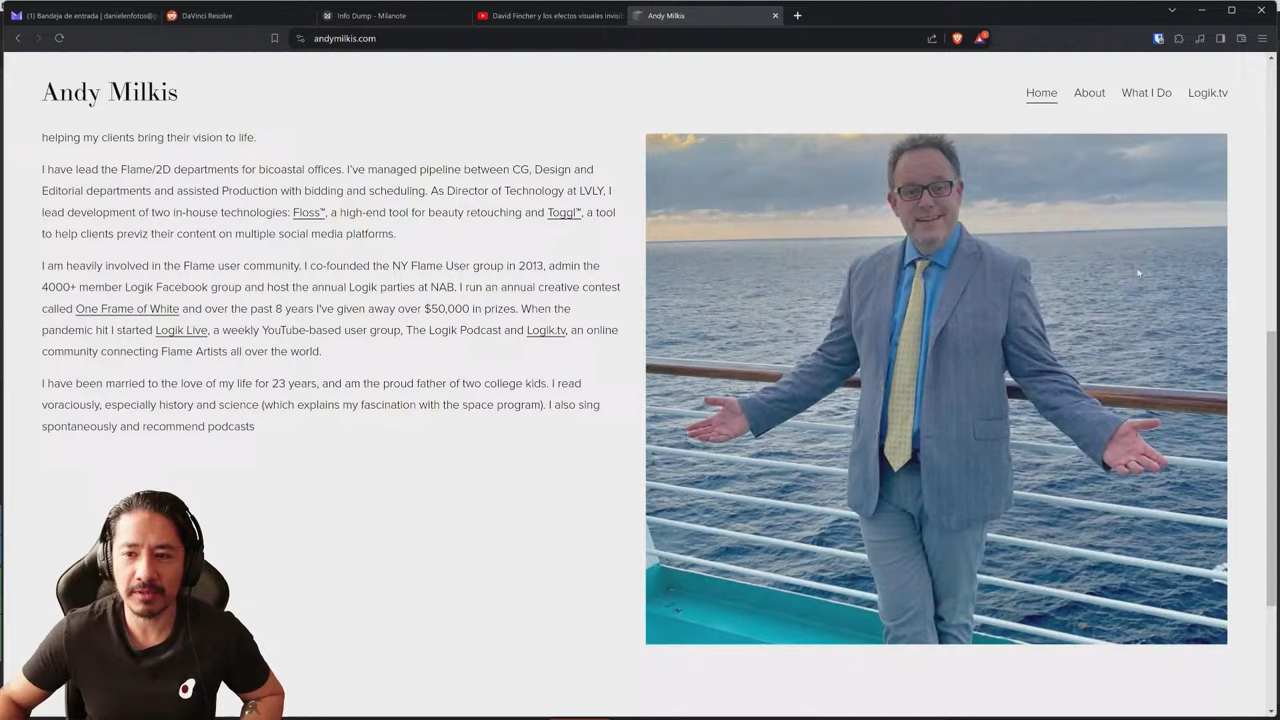 (1) Bandeja de entrada | danielenfotos@p
DaVinci Resolve
Info Dump - Milanote
David Fincher y los efectos visuales invisi
Andy Milkis
andymilkis.com
Andy Milkis
Home
About
What I Do
Logik.tv
helping my clients bring their vision to life.
I have lead the Flame/2D departments for bicoastal offices. I've managed pipeline between CG, Design and
Editorial departments and assisted Production with bidding and scheduling. As Director of Technology at LVLY, I
lead development of two in-house technologies: Floss™, a high-end tool for beauty retouching and Toggl™, a tool
to help clients previz their content on multiple social media platforms.
I am heavily involved in the Flame user community. I co-founded the NY Flame User group in 2013, admin the
4000+ member Logik Facebook group and host the annual Logik parties at NAB. I run an annual creative contest
called One Frame of White and over the past 8 years I've given away over $50,000 in prizes. When the
pandemic hit I started Logik Live, a weekly YouTube-based user group, The Logik Podcast and Logik.tv, an online
community connecting Flame Artists all over the world.
I have been married to the love of my life for 23 years, and am the proud father of two college kids. I read
voraciously, especially history and science (which explains my fascination with the space program). I also sing
spontaneously and recommend podcasts